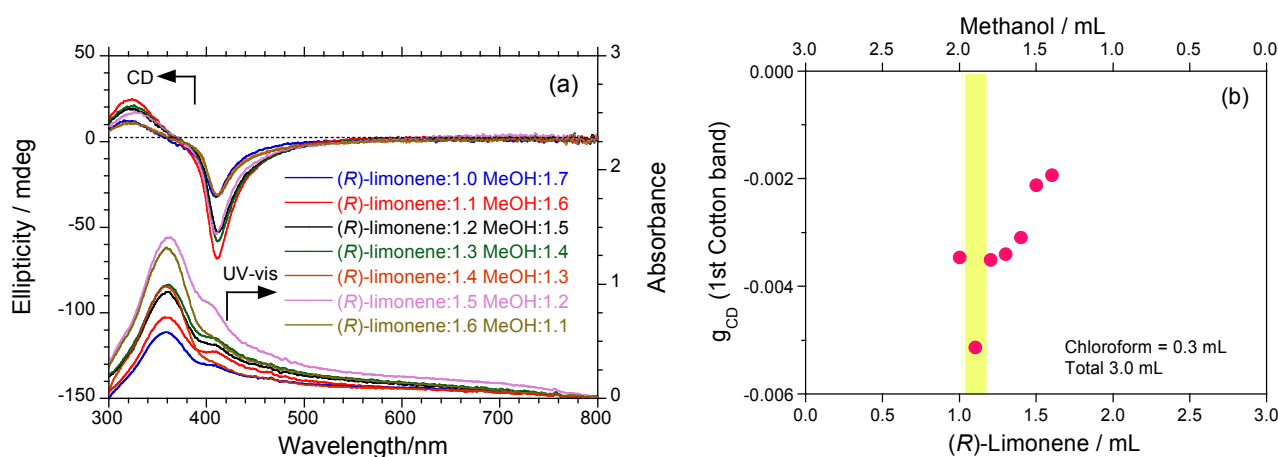 50
0
-50
-100
-150
Ellipticity / mdeg
300
400
500
600
700
800
Wavelength/nm
3
2
1
0
Absorbance
(a)
CD
UV-vis
(R)-limonene:1.0 MeOH:1.7
(R)-limonene:1.1 MeOH:1.6
(R)-limonene:1.2 MeOH:1.5
(R)-limonene:1.3 MeOH:1.4
(R)-limonene:1.4 MeOH:1.3
(R)-limonene:1.5 MeOH:1.2
(R)-limonene:1.6 MeOH:1.1
Methanol / mL
3.0 2.5 2.0 1.5 1.0 0.5 0.0
(b)
0.000
-0.002
-0.004
-0.006
gCD (1st Cotton band)
Chloroform = 0.3 mL
Total 3.0 mL
0.0 0.5 1.0 1.5 2.0 2.5 3.0
(R)-Limonene / mL